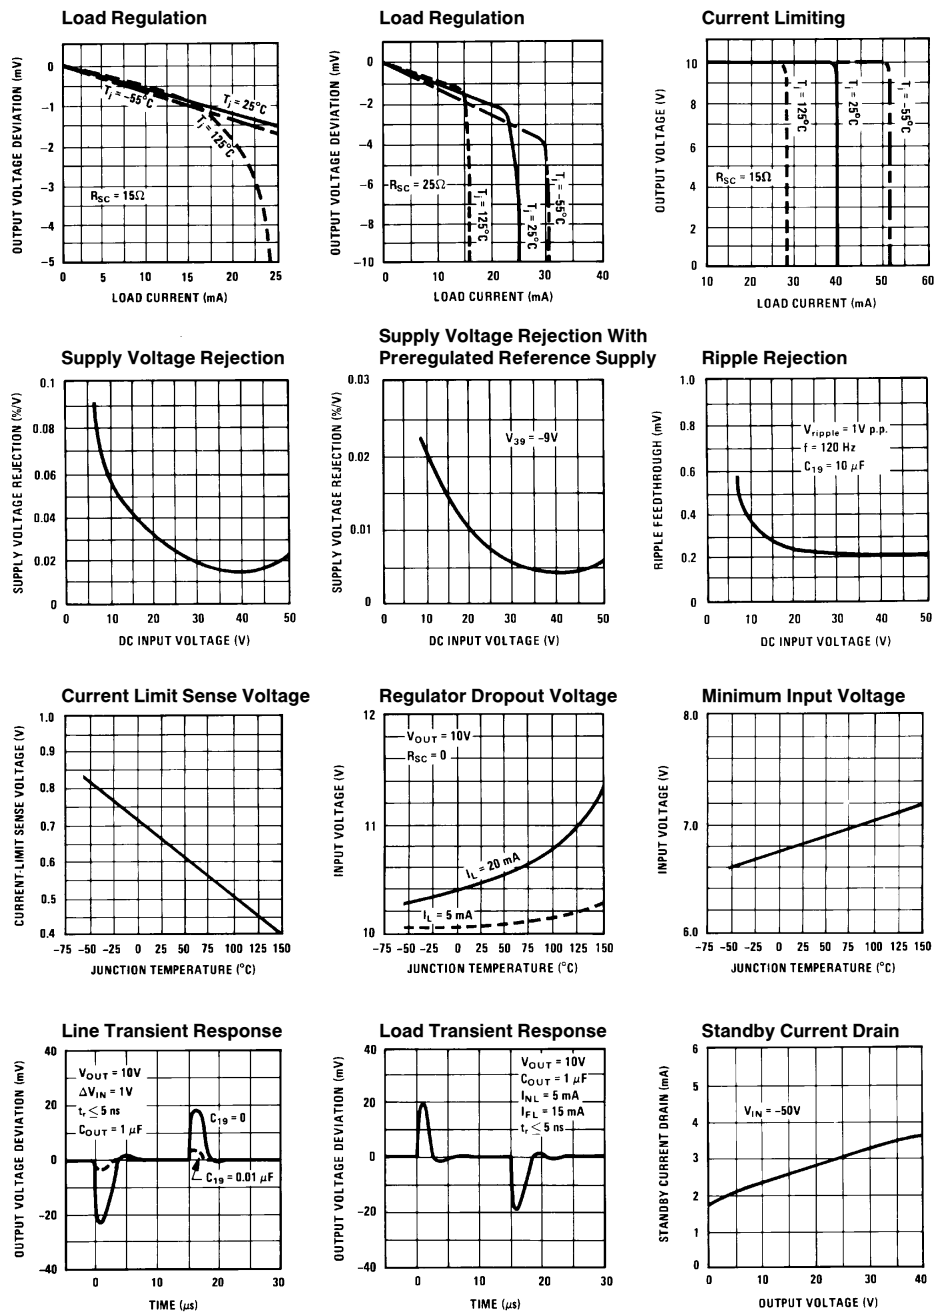 Load Regulation
OUTPUT VOLTAGE DEVIATION (mV)
0
-1
-2
-3
-4
-5
Tj = 25°C
Tj = -55°C
Tj = 125°C
RSC = 15Ω
0 5 10 15 20 25
LOAD CURRENT (mA)
Load Regulation
OUTPUT VOLTAGE DEVIATION (mV)
0
-2
-4
-6
-8
-10
RSC = 25Ω
Tj = 125°C
Tj = 25°C
Tj = -55°C
0 10 20 30 40
LOAD CURRENT (mA)
Current Limiting
OUTPUT VOLTAGE (V)
10
8
6
4
2
0
Tj = 125°C
Tj = 25°C
Tj = -55°C
RSC = 15Ω
10 20 30 40 50 60
LOAD CURRENT (mA)
Supply Voltage Rejection
SUPPLY VOLTAGE REJECTION (%/V)
0.1
0.08
0.06
0.04
0.02
0
0 10 20 30 40 50
DC INPUT VOLTAGE (V)
Supply Voltage Rejection With
Preregulated Reference Supply
SUPPLY VOLTAGE REJECTION (%/V)
0.03
0.02
0.01
0
V39 = -9V
0 10 20 30 40 50
DC INPUT VOLTAGE (V)
Ripple Rejection
RIPPLE FEEDTHROUGH (mV)
1.0
0.8
0.6
0.4
0.2
0
Vripple = 1V p.p.
f = 120 Hz
C19 = 10 μF
0 10 20 30 40 50
DC INPUT VOLTAGE (V)
Current Limit Sense Voltage
CURRENT-LIMIT SENSE VOLTAGE (V)
1.0
0.9
0.8
0.7
0.6
0.5
0.4
-75 -50 -25 0 25 50 75 100 125 150
JUNCTION TEMPERATURE (°C)
Regulator Dropout Voltage
INPUT VOLTAGE (V)
12
11
10
VOUT = 10V
RSC = 0
IL = 20 mA
IL = 5 mA
-75 -50 -25 0 25 50 75 100 125 150
JUNCTION TEMPERATURE (°C)
Minimum Input Voltage
INPUT VOLTAGE (V)
8.0
7.0
6.0
-75 -50 -25 0 25 50 75 100 125 150
JUNCTION TEMPERATURE (°C)
Line Transient Response
OUTPUT VOLTAGE DEVIATION (mV)
40
20
0
-20
-40
VOUT = 10V
ΔVIN = 1V
tr ≤ 5 ns
COUT = 1 μF
C19 = 0
C19 = 0.01 μF
0 10 20 30
TIME (μs)
Load Transient Response
OUTPUT VOLTAGE DEVIATION (mV)
40
20
0
-20
-40
VOUT = 10V
COUT = 1 μF
INL = 5 mA
IFL = 15 mA
tr ≤ 5 ns
0 10 20 30
TIME (μs)
Standby Current Drain
STANDBY CURRENT DRAIN (mA)
6
5
4
3
2
1
0
VIN = -50V
0 10 20 30 40
OUTPUT VOLTAGE (V)